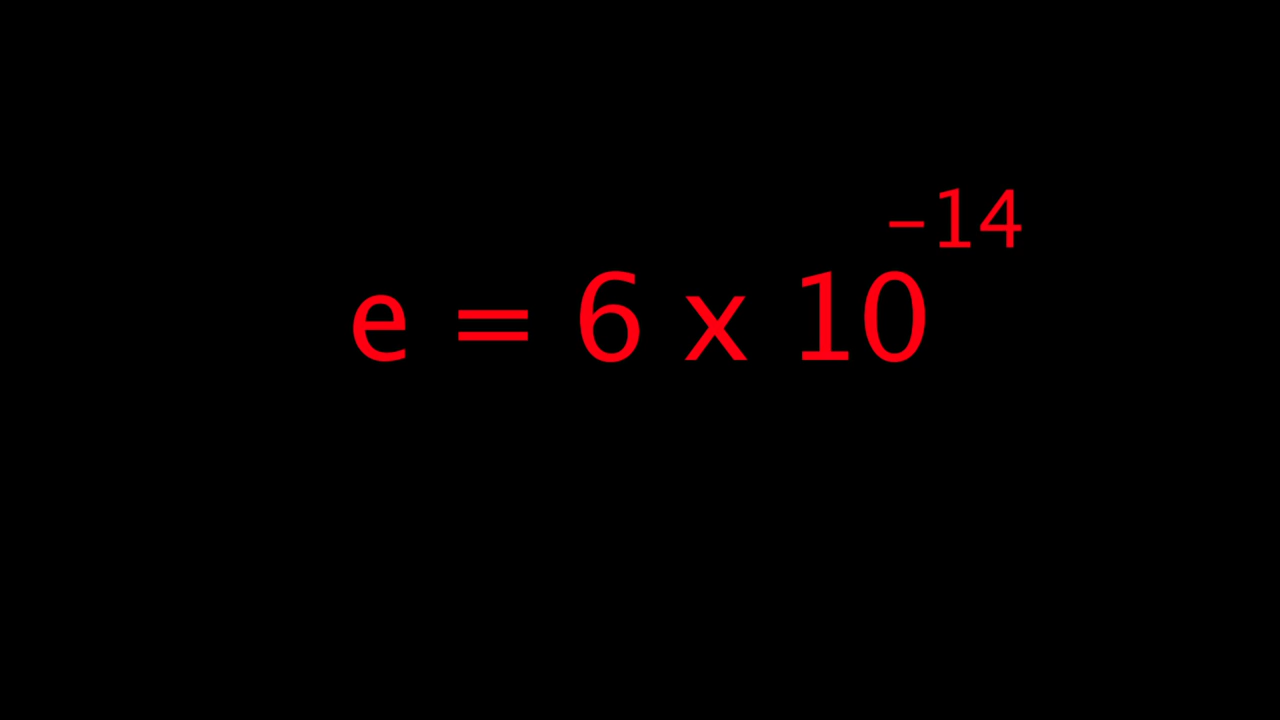 e = 6 x 10⁻¹⁴